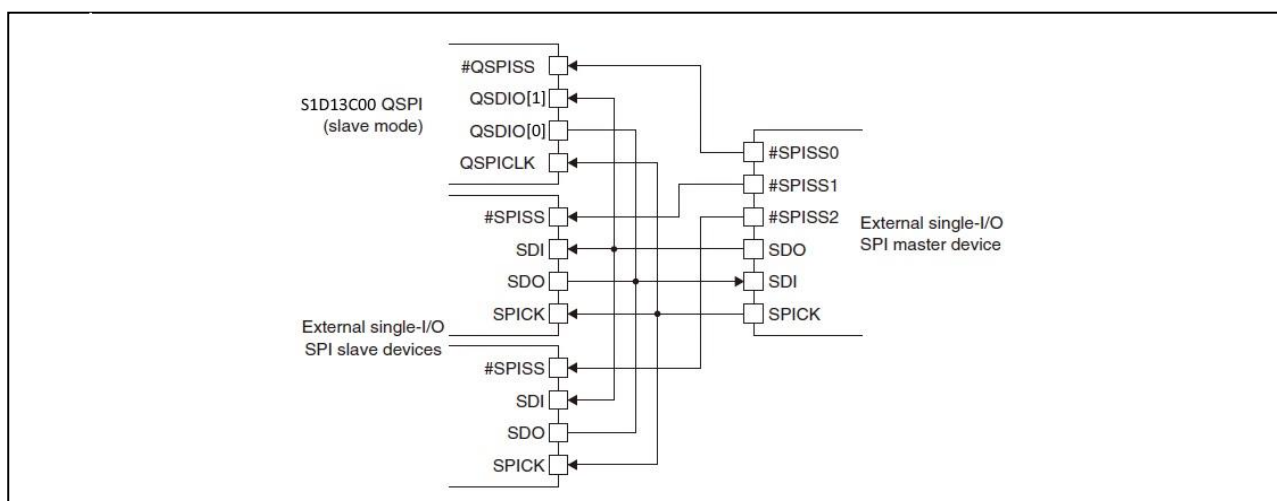 #QSPISS
QSDIO[1]
S1D13C00 QSPI
(slave mode)
QSDIO[0]
QSPICLK
#SPISS
SDI
SDO
SPICK
External single-I/O
SPI slave devices
#SPISS
SDI
SDO
SPICK
#SPISS0
#SPISS1
#SPISS2
SDO
SDI
SPICK
External single-I/O
SPI master device